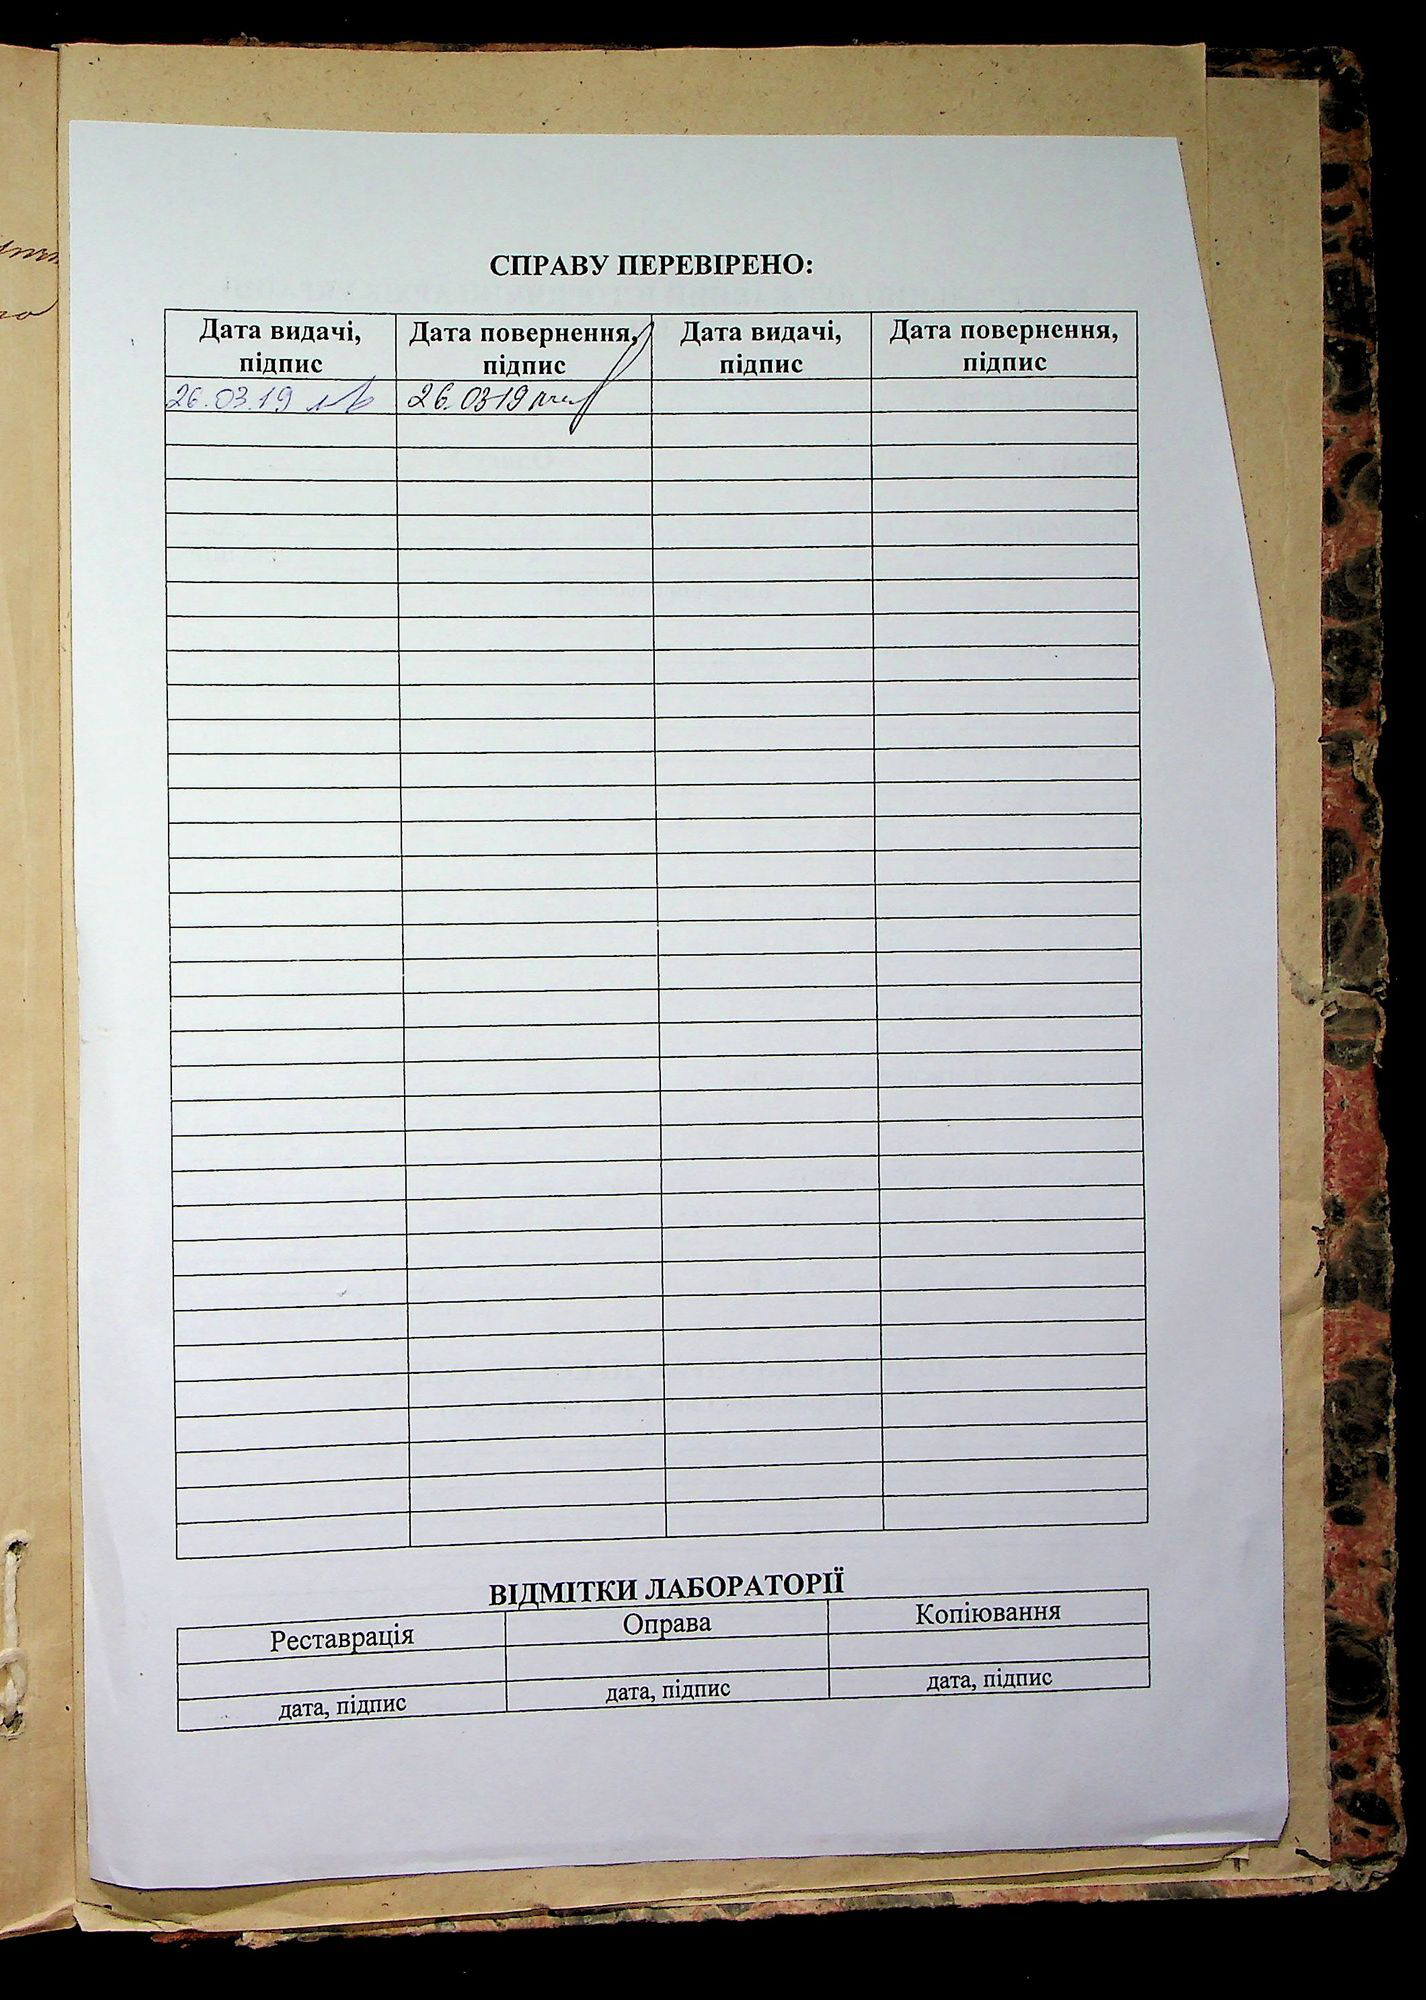 СПРАВУ ПЕРЕВІРЕНО:
Дата видачі, підпис
Дата повернення, підпис
Дата видачі, підпис
Дата повернення, підпис
26.03.19
26.03.19
ВІДМІТКИ ЛАБОРАТОРІЇ
Реставрація
Оправа
Копіювання
дата, підпис
дата, підпис
дата, підпис